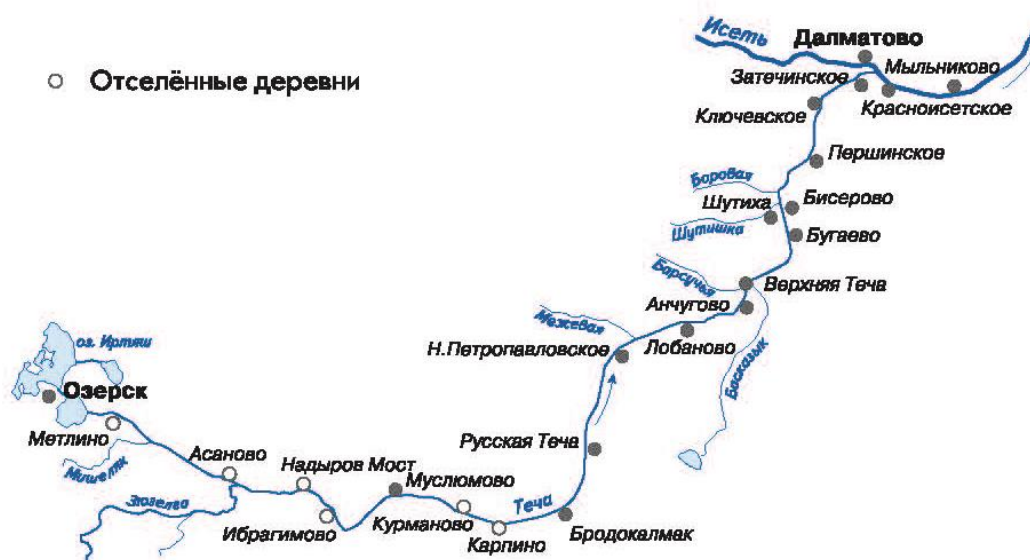 Исеть
Далматово
Мыльниково
Затечинское
Отселённые деревни
Ключевское
Красноисетское
Першинское
Боровая
Шутиха
Бисерово
Шутишка
Бугаево
Барсучья
Верхняя Теча
Анчугово
Межевая
оз. Иртяш
Н.Петропавловское
Лобаново
Басказык
Озерск
Метлино
Русская Теча
Асаново
Мишеляк
Надыров Мост
Муслюмово
Зюзелга
Теча
Ибрагимово
Курманово
Бродокалмак
Карпино